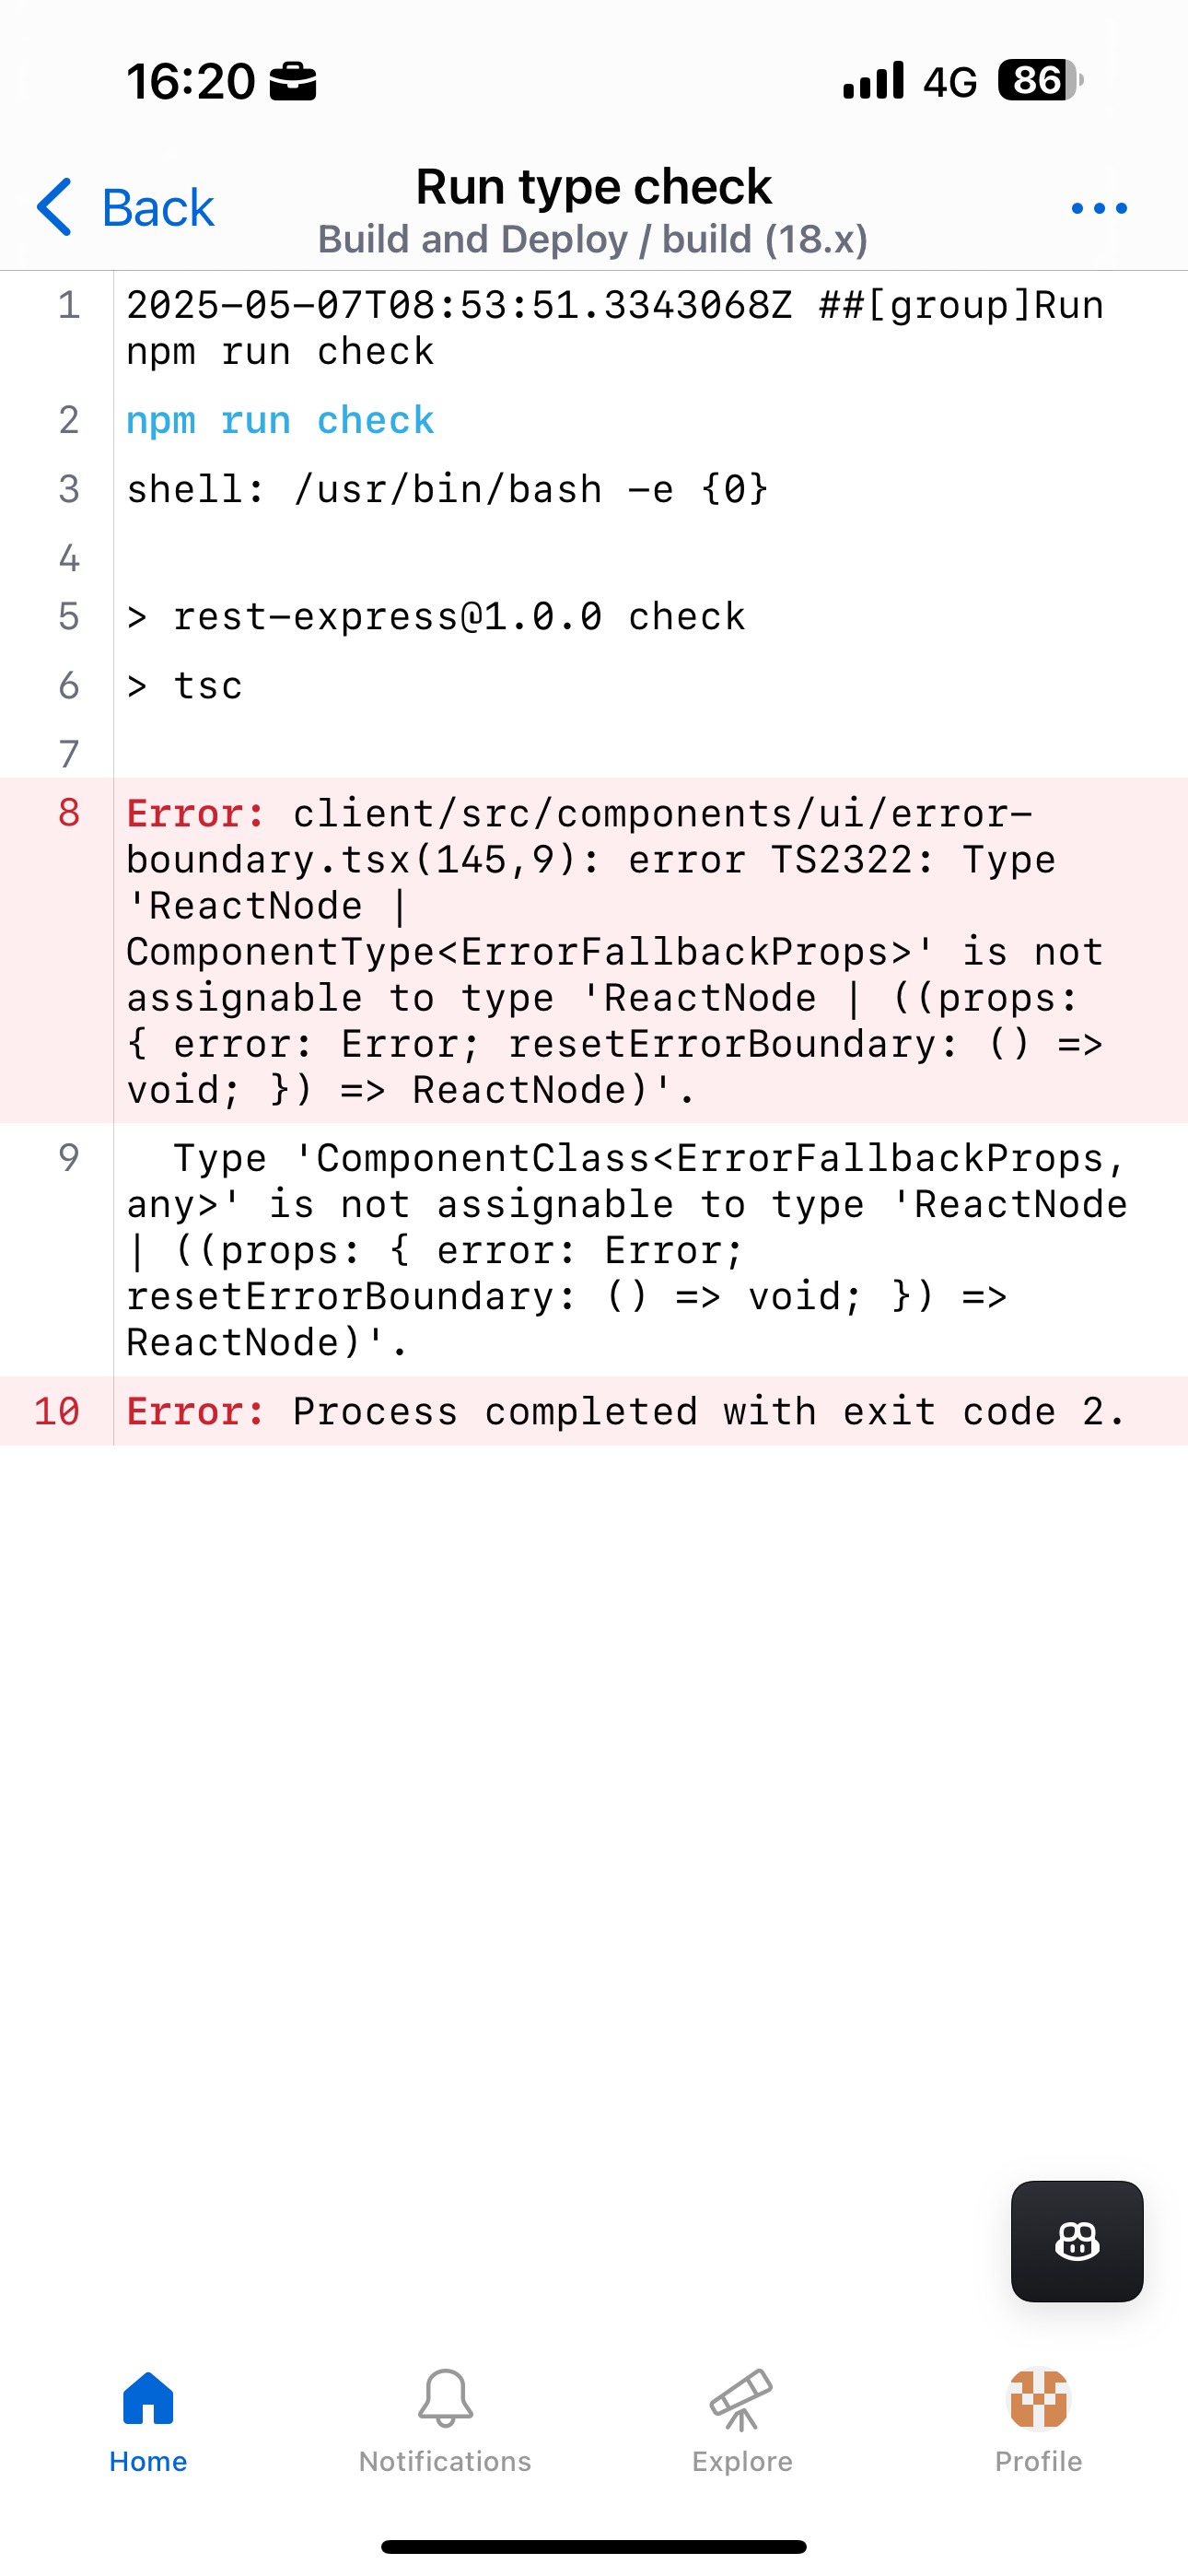 16:20
4G 86
Back
Run type check
Build and Deploy / build (18.x)
1 2025-05-07T08:53:51.3343068Z ##[group]Run
npm run check
2 npm run check
3 shell: /usr/bin/bash -e {0}
4
5 > rest-express@1.0.0 check
6 > tsc
7
8 Error: client/src/components/ui/error-
boundary.tsx(145,9): error TS2322: Type
'ReactNode |
ComponentType<ErrorFallbackProps>' is not
assignable to type 'ReactNode | ((props:
{ error: Error; resetErrorBoundary: () =>
void; }) => ReactNode)'.
9 Type 'ComponentClass<ErrorFallbackProps,
any>' is not assignable to type 'ReactNode
| ((props: { error: Error;
resetErrorBoundary: () => void; }) =>
ReactNode)'.
10 Error: Process completed with exit code 2.
Home
Notifications
Explore
Profile